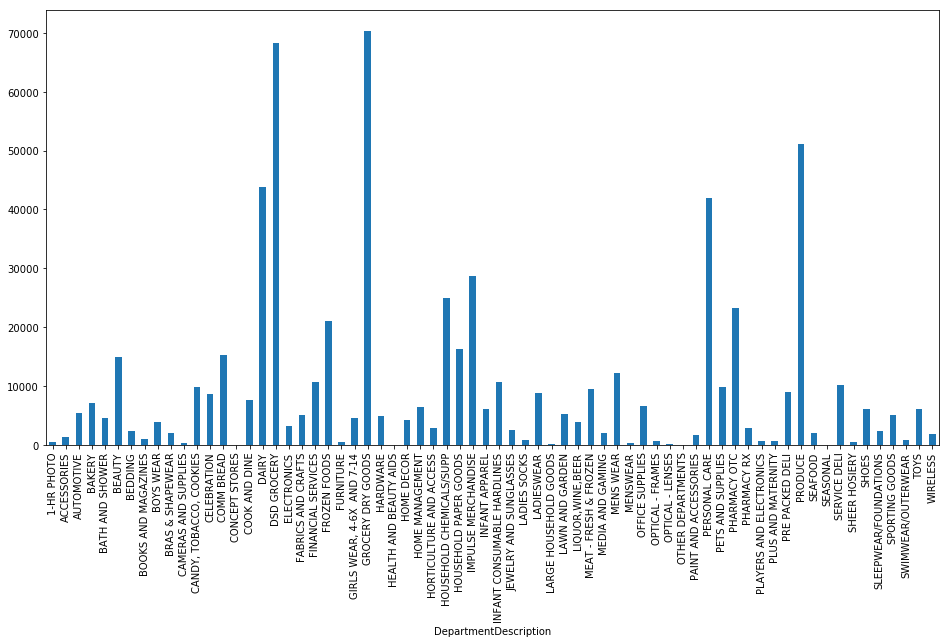 70000
60000
50000
40000
30000
20000
10000
0
1-HR PHOTO
ACCESSORIES
AUTOMOTIVE
BAKERY
BATH AND SHOWER
BEAUTY
BEDDING
BOOKS AND MAGAZINES
BOYS WEAR
BRAS & SHAPEWEAR
CAMERAS AND SUPPLIES
CANDY, TOBACCO, COOKIES
CELEBRATION
COMM BREAD
CONCEPT STORES
COOK AND DINE
DAIRY
DSD GROCERY
ELECTRONICS
FABRICS AND CRAFTS
FINANCIAL SERVICES
FROZEN FOODS
FURNITURE
GIRLS WEAR, 4-6X AND 7-14
GROCERY DRY GOODS
HARDWARE
HEALTH AND BEAUTY AIDS
HOME DECOR
HOME MANAGEMENT
HORTICULTURE AND ACCESS
HOUSEHOLD CHEMICALS/SUPP
HOUSEHOLD PAPER GOODS
IMPULSE MERCHANDISE
INFANT APPAREL
INFANT CONSUMABLE HARDLINES
JEWELRY AND SUNGLASSES
LADIES SOCKS
LADIESWEAR
LARGE HOUSEHOLD GOODS
LAWN AND GARDEN
LIQUOR,WINE,BEER
MEAT - FRESH & FROZEN
MEDIA AND GAMING
MENS WEAR
MENSWEAR
OFFICE SUPPLIES
OPTICAL - FRAMES
OPTICAL - LENSES
OTHER DEPARTMENTS
PAINT AND ACCESSORIES
PERSONAL CARE
PETS AND SUPPLIES
PHARMACY OTC
PHARMACY RX
PLAYERS AND ELECTRONICS
PLUS AND MATERNITY
PRE PACKED DELI
PRODUCE
SEAFOOD
SEASONAL
SERVICE DELI
SHEER HOSIERY
SHOES
SLEEPWEAR/FOUNDATIONS
SPORTING GOODS
SWIMWEAR/OUTERWEAR
TOYS
WIRELESS
DepartmentDescription